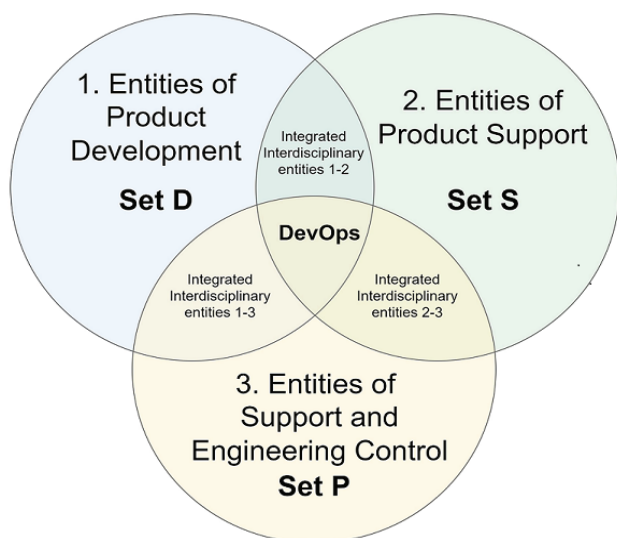 1. Entities of
Product
Development
Set D
2. Entities of
Product Support
Set S
Integrated
Interdisciplinary
entities 1-2
DevOps
Integrated
Interdisciplinary
entities 1-3
Integrated
Interdisciplinary
entities 2-3
3. Entities of
Support and
Engineering Control
Set P